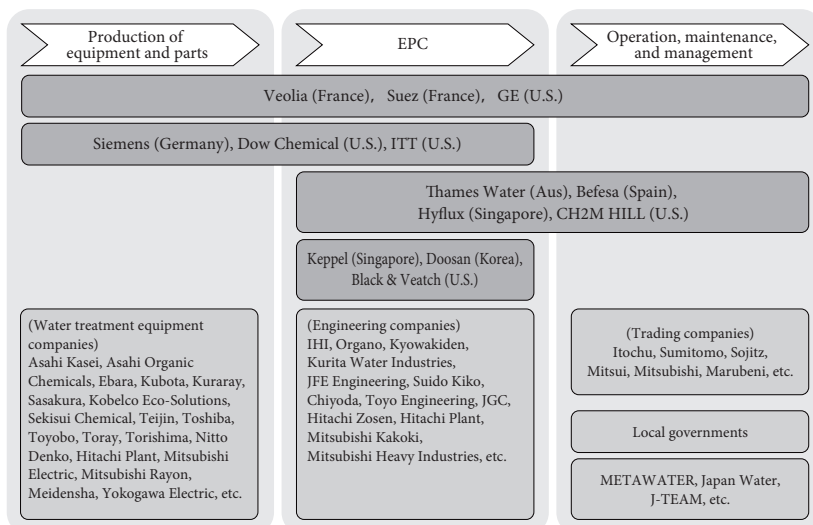 Production of
equipment and parts
EPC
Operation, maintenance,
and management
Veolia (France), Suez (France), GE (U.S.)
Siemens (Germany), Dow Chemical (U.S.), ITT (U.S.)
Thames Water (Aus), Befesa (Spain),
Hyflux (Singapore), CH2M HILL (U.S.)
Keppel (Singapore), Doosan (Korea),
Black & Veatch (U.S.)
(Water treatment equipment
companies)
Asahi Kasei, Asahi Organic
Chemicals, Ebara, Kubota, Kuraray,
Sasakura, Kobelco Eco-Solutions,
Sekisui Chemical, Teijin, Toshiba,
Toyobo, Toray, Torishima, Nitto
Denko, Hitachi Plant, Mitsubishi
Electric, Mitsubishi Rayon,
Meidensha, Yokogawa Electric, etc.
(Engineering companies)
IHI, Organo, Kyowakiden,
Kurita Water Industries,
JFE Engineering, Suido Kiko,
Chiyoda, Toyo Engineering, JGC,
Hitachi Zosen, Hitachi Plant,
Mitsubishi Kakoki,
Mitsubishi Heavy Industries, etc.
(Trading companies)
Itochu, Sumitomo, Sojitz,
Mitsui, Mitsubishi, Marubeni, etc.
Local governments
METAWATER, Japan Water,
J-TEAM, etc.